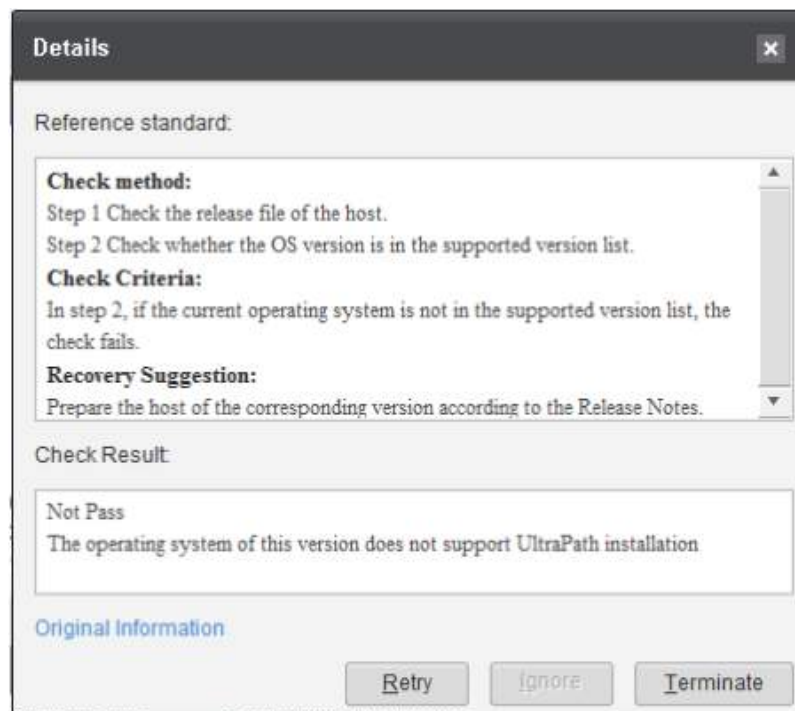 Details
Reference standard:
Check method:
Step 1 Check the release file of the host.
Step 2 Check whether the OS version is in the supported version list.
Check Criteria:
In step 2, if the current operating system is not in the supported version list, the
check fails.
Recovery Suggestion:
Prepare the host of the corresponding version according to the Release Notes.
Check Result:
Not Pass
The operating system of this version does not support UltraPath installation
Original Information
Retry
Ignore
Terminate